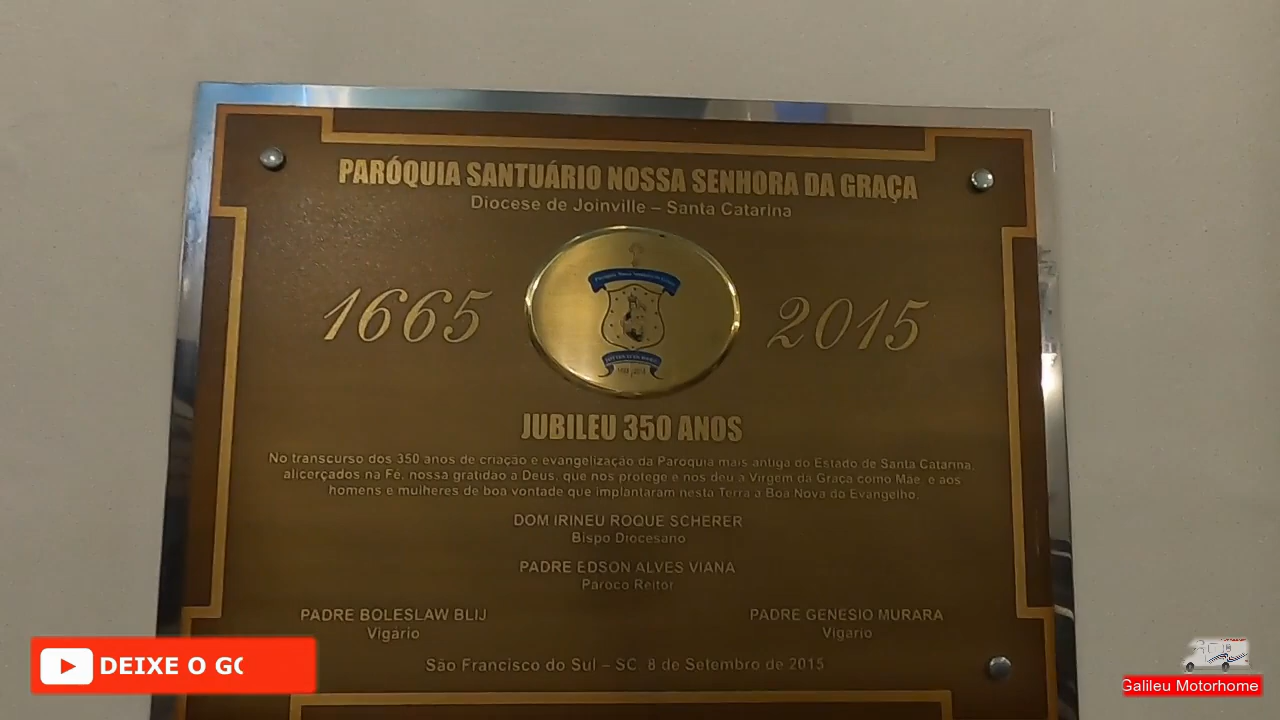 PARÓQUIA SANTUÁRIO NOSSA SENHORA DA GRAÇA
Diocese de Joinville – Santa Catarina
1665
2015
JUBILEU 350 ANOS
No transcurso dos 350 anos de criação e evangelização da Paroquia mais antiga do Estado de Santa Catarina,
alicerçados na Fé, nossa gratidão a Deus, que nos protege e nos deu a Virgem da Graça como Mãe, e aos
homens e mulheres de boa vontade que implantaram nesta Terra a Boa Nova do Evangelho.
DOM IRINEU ROQUE SCHERER
Bispo Diocesano
PADRE EDSON ALVES VIANA
Pároco Reitor
PADRE BOLESLAW BLIJ
Vigário
PADRE GENESIO MURARA
Vigário
São Francisco do Sul – SC, 8 de Setembro de 2015
DEIXE O GO
Galileu Motorhome